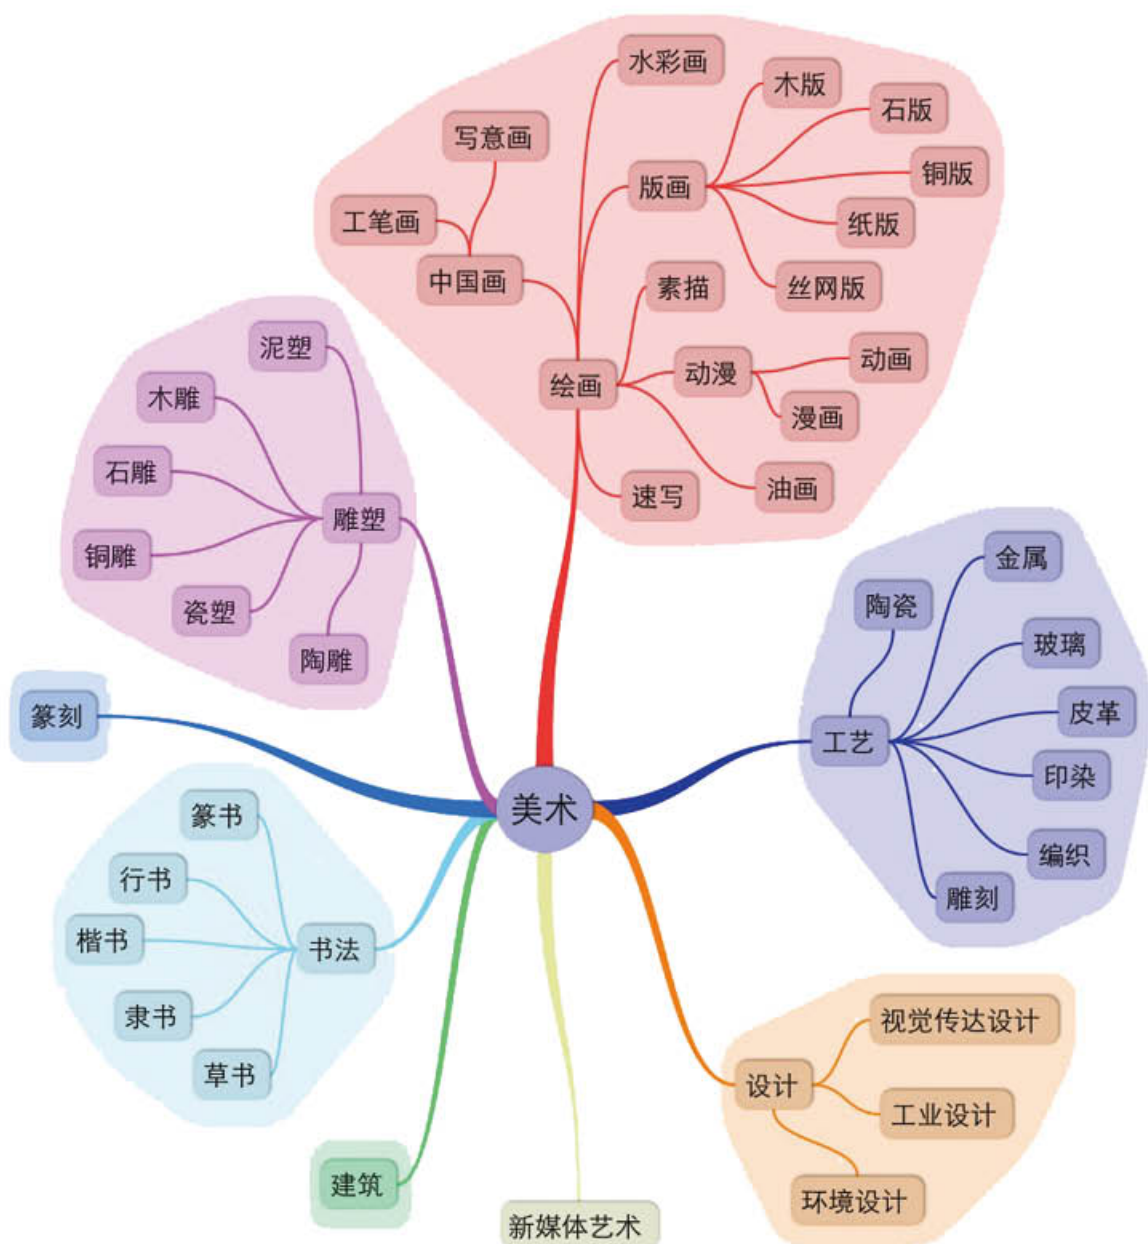 水彩画
木版
石版
写意画
铜版
版画
工笔画
纸版
中国画
素描
丝网版
泥塑
动画
动漫
绘画
木雕
漫画
石雕
油画
速写
雕塑
铜雕
金属
陶瓷
瓷塑
玻璃
陶雕
皮革
篆刻
工艺
印染
美术
篆书
编织
行书
雕刻
楷书
书法
隶书
视觉传达设计
草书
设计
工业设计
建筑
环境设计
新媒体艺术